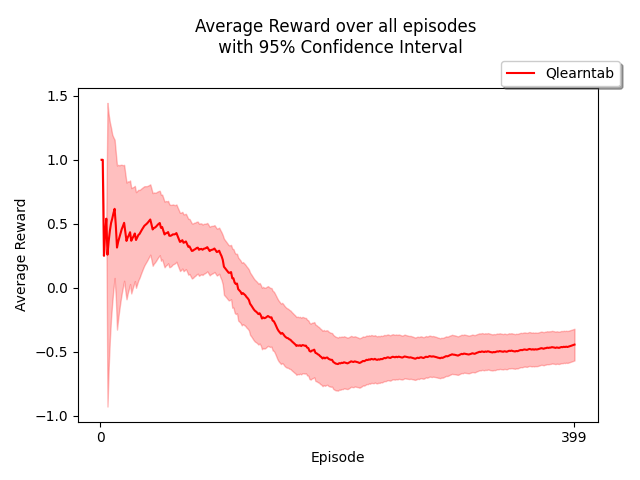 Average Reward over all episodes
with 95% Confidence Interval
Qlearntab
1.5
1.0
0.5
0.0
−0.5
−1.0
Average Reward
0
399
Episode